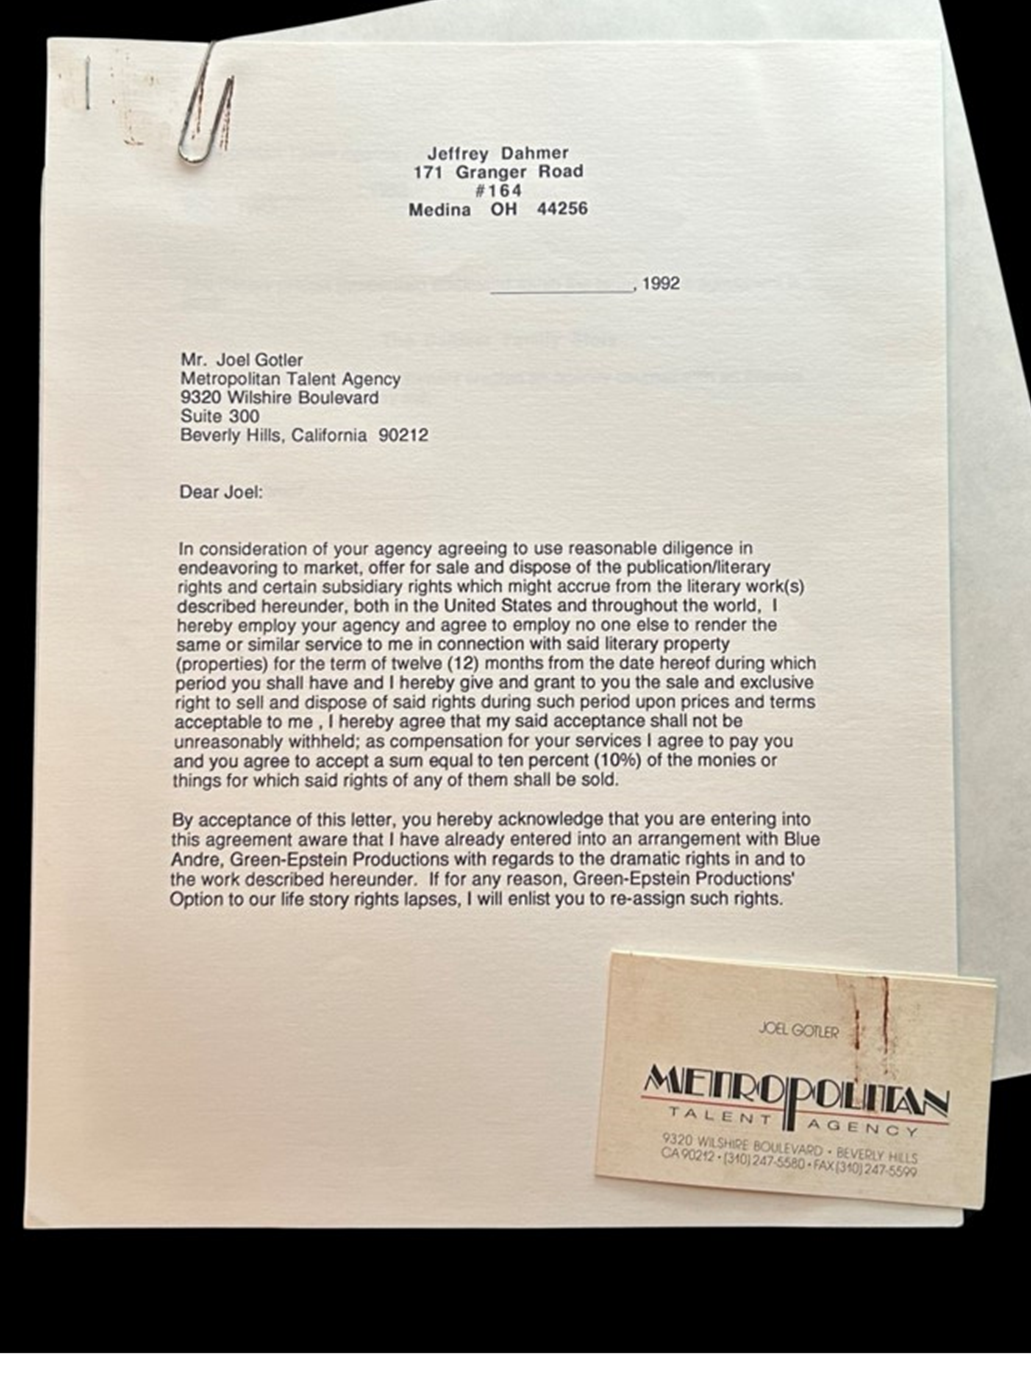 Jeffrey Dahmer
171 Granger Road
#164
Medina OH 44256
____________, 1992
Mr. Joel Gotler
Metropolitan Talent Agency
9320 Wilshire Boulevard
Suite 300
Beverly Hills, California 90212
Dear Joel:
In consideration of your agency agreeing to use reasonable diligence in
endeavoring to market, offer for sale and dispose of the publication/literary
rights and certain subsidiary rights which might accrue from the literary work(s)
described hereunder, both in the United States and throughout the world, I
hereby employ your agency and agree to employ no one else to render the
same or similar service to me in connection with said literary property
(properties) for the term of twelve (12) months from the date hereof during which
period you shall have and I hereby give and grant to you the sale and exclusive
right to sell and dispose of said rights during such period upon prices and terms
acceptable to me , I hereby agree that my said acceptance shall not be
unreasonably withheld; as compensation for your services I agree to pay you
and you agree to accept a sum equal to ten percent (10%) of the monies or
things for which said rights of any of them shall be sold.
By acceptance of this letter, you hereby acknowledge that you are entering into
this agreement aware that I have already entered into an arrangement with Blue
Andre, Green-Epstein Productions with regards to the dramatic rights in and to
the work described hereunder. If for any reason, Green-Epstein Productions'
Option to our life story rights lapses, I will enlist you to re-assign such rights.
JOEL GOTLER
METROPOLITAN
TALENT AGENCY
9320 WILSHIRE BOULEVARD • BEVERLY HILLS
CA 90212 • (310) 247-5580 • FAX (310) 247-5599